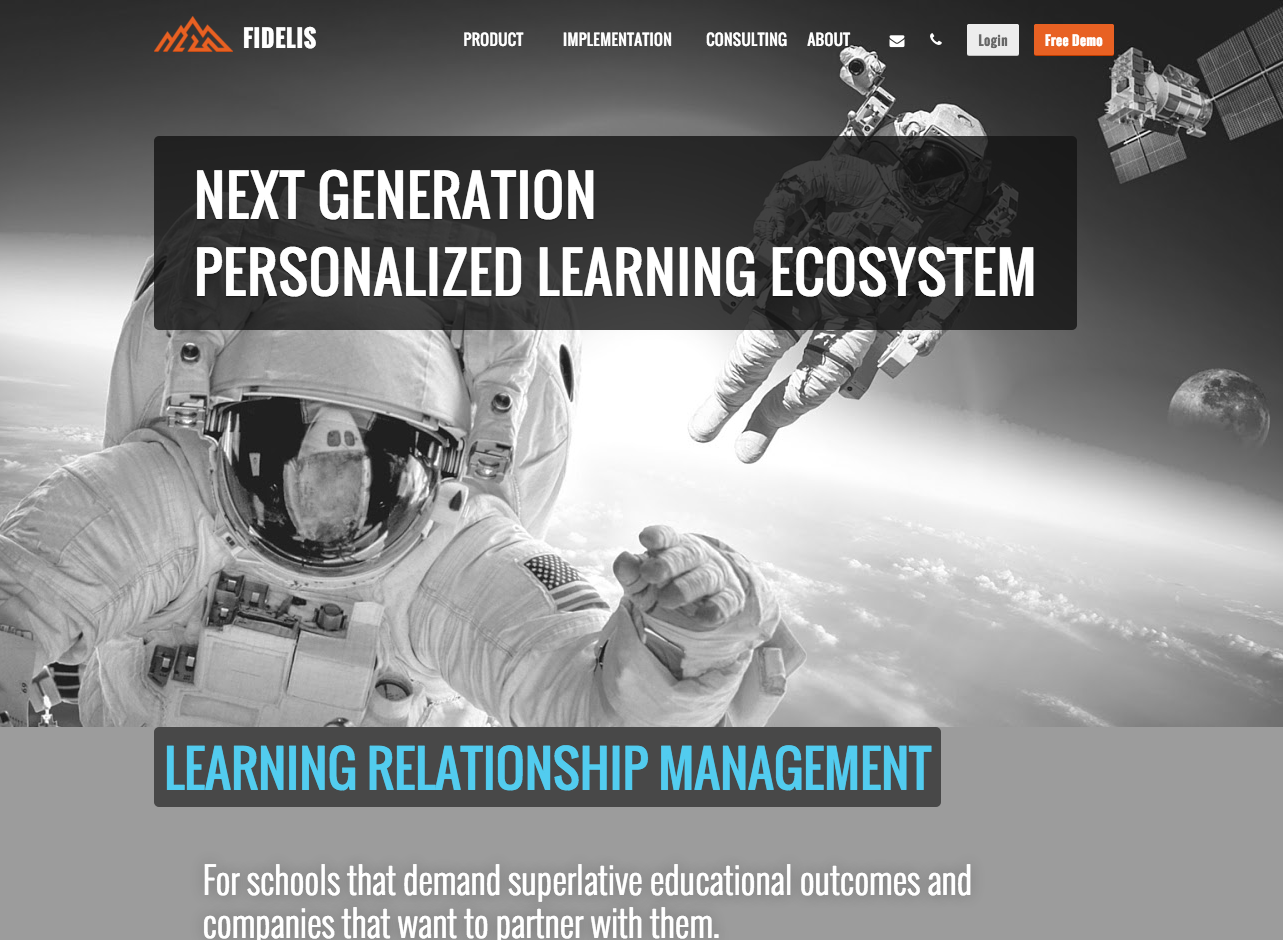 FIDELIS
PRODUCT IMPLEMENTATION CONSULTING ABOUT Login Free Demo
NEXT GENERATION
PERSONALIZED LEARNING ECOSYSTEM
LEARNING RELATIONSHIP MANAGEMENT
For schools that demand superlative educational outcomes and
companies that want to partner with them.